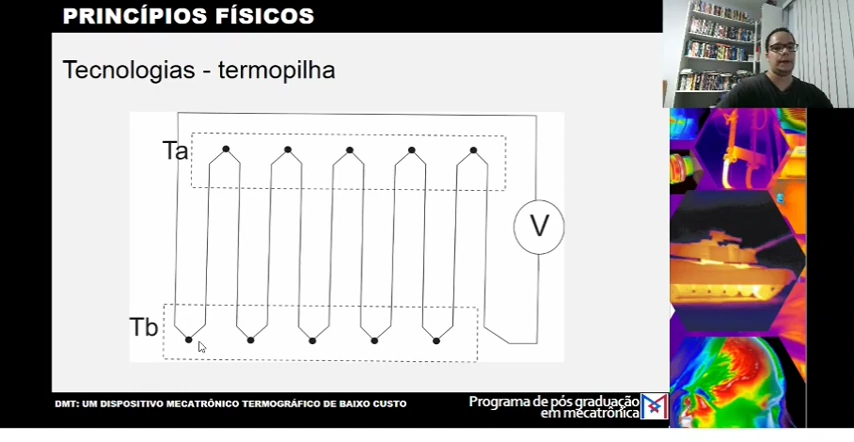 PRINCÍPIOS FÍSICOS
Tecnologias - termopilha
Ta
V
Tb
DMT: UM DISPOSITIVO MECATRÔNICO TERMOGRÁFICO DE BAIXO CUSTO
Programa de pós graduação
em mecatrônica